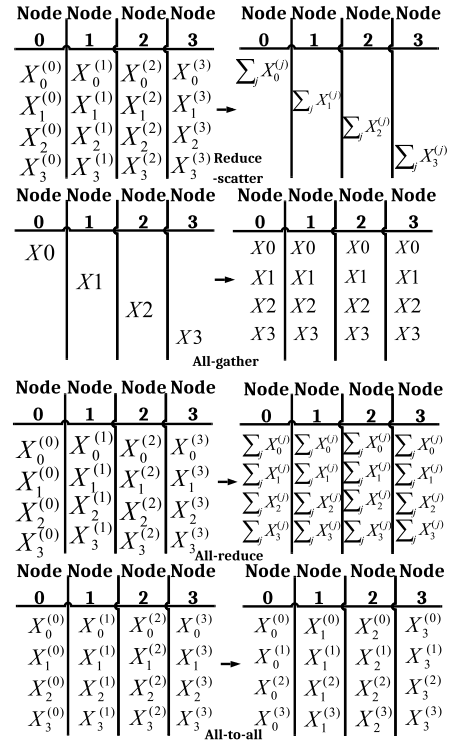 Node Node Node Node Node Node Node Node
0 1 2 3 0 1 2 3
X_0^{(0)} X_0^{(1)} X_0^{(2)} X_0^{(3)} ∑_j X_0^{(j)}
X_1^{(0)} X_1^{(1)} X_1^{(2)} X_1^{(3)} → ∑_j X_1^{(j)}
X_2^{(0)} X_2^{(1)} X_2^{(2)} X_2^{(3)} ∑_j X_2^{(j)}
X_3^{(0)} X_3^{(1)} X_3^{(2)} X_3^{(3)} ∑_j X_3^{(j)}
Reduce
-scatter
Node Node Node Node Node Node Node Node
0 1 2 3 0 1 2 3
X0 X0 X0 X0 X0
X1 → X1 X1 X1 X1
X2 X2 X2 X2 X2
X3 X3 X3 X3 X3
All-gather
Node Node Node Node Node Node Node Node
0 1 2 3 0 1 2 3
X_0^{(0)} X_0^{(1)} X_0^{(2)} X_0^{(3)} ∑_j X_0^{(j)} ∑_j X_0^{(j)} ∑_j X_0^{(j)} ∑_j X_0^{(j)}
X_1^{(0)} X_1^{(1)} X_1^{(2)} X_1^{(3)} → ∑_j X_1^{(j)} ∑_j X_1^{(j)} ∑_j X_1^{(j)} ∑_j X_1^{(j)}
X_2^{(0)} X_2^{(1)} X_2^{(2)} X_2^{(3)} ∑_j X_2^{(j)} ∑_j X_2^{(j)} ∑_j X_2^{(j)} ∑_j X_2^{(j)}
X_3^{(0)} X_3^{(1)} X_3^{(2)} X_3^{(3)} ∑_j X_3^{(j)} ∑_j X_3^{(j)} ∑_j X_3^{(j)} ∑_j X_3^{(j)}
All-reduce
Node Node Node Node Node Node Node Node
0 1 2 3 0 1 2 3
X_0^{(0)} X_0^{(1)} X_0^{(2)} X_0^{(3)} X_0^{(0)} X_1^{(0)} X_2^{(0)} X_3^{(0)}
X_1^{(0)} X_1^{(1)} X_1^{(2)} X_1^{(3)} → X_0^{(1)} X_1^{(1)} X_2^{(1)} X_3^{(1)}
X_2^{(0)} X_2^{(1)} X_2^{(2)} X_2^{(3)} X_0^{(2)} X_1^{(2)} X_2^{(2)} X_3^{(2)}
X_3^{(0)} X_3^{(1)} X_3^{(2)} X_3^{(3)} X_0^{(3)} X_1^{(3)} X_2^{(3)} X_3^{(3)}
All-to-all